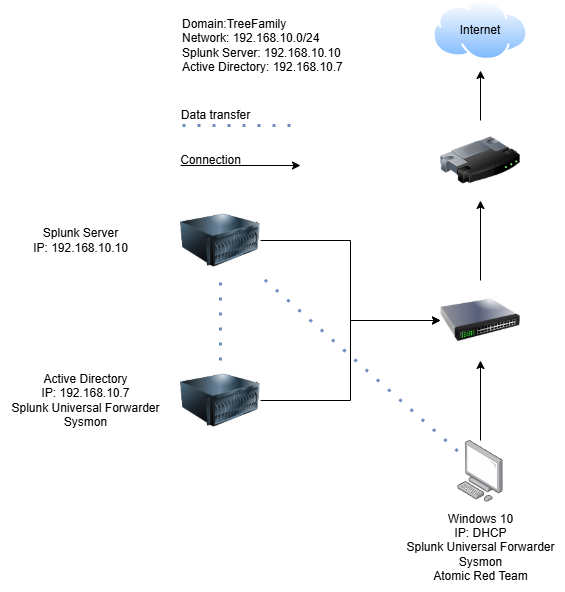 Domain:TreeFamily
Network: 192.168.10.0/24
Splunk Server: 192.168.10.10
Active Directory: 192.168.10.7
Internet
Data transfer
Connection
Splunk Server
IP: 192.168.10.10
Active Directory
IP: 192.168.10.7
Splunk Universal Forwarder
Sysmon
Windows 10
IP: DHCP
Splunk Universal Forwarder
Sysmon
Atomic Red Team